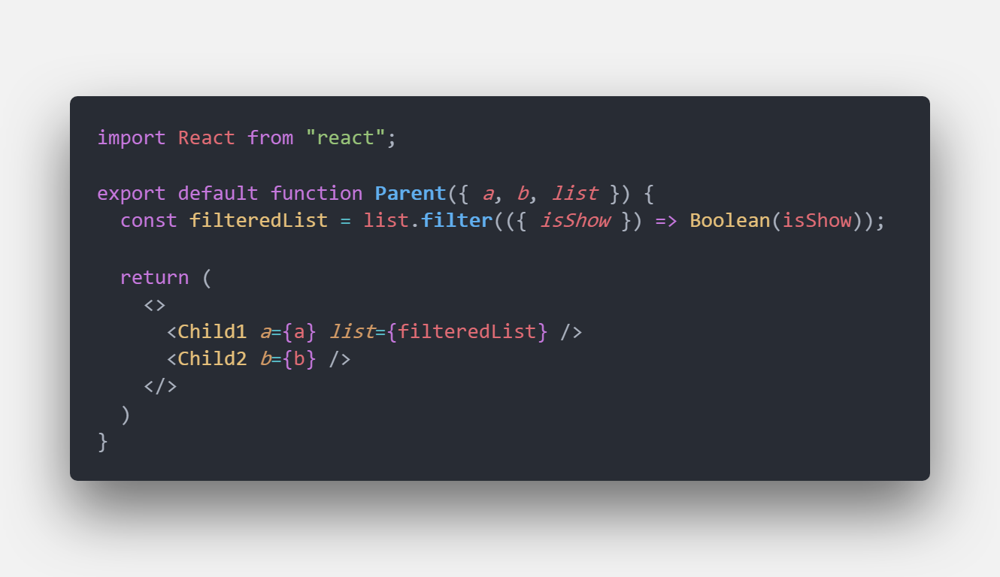 import React from "react";
export default function Parent({ a, b, list }) {
  const filteredList = list.filter(({ isShow }) => Boolean(isShow));
  return (
    <>
      <Child1 a={a} list={filteredList} />
      <Child2 b={b} />
    </>
  )
}